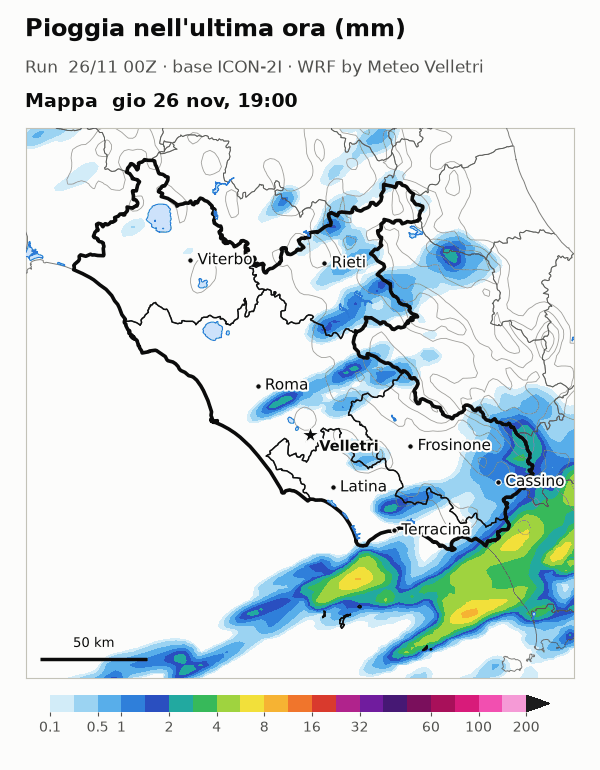 Pioggia nell'ultima ora (mm)
Run  26/11 00Z · base ICON-2I · WRF by Meteo Velletri
Mappa  gio 26 nov, 19:00
Viterbo
Rieti
Roma
Velletri
Frosinone
Latina
Cassino
Terracina
50 km
0.1 0.5 1 2 4 8 16 32 60 100 200